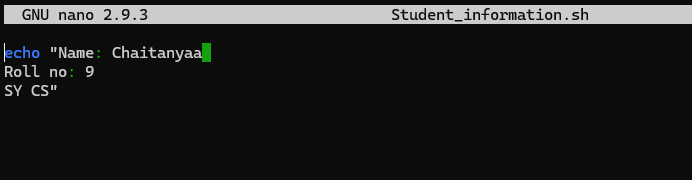 GNU nano 2.9.3 Student_information.sh
echo "Name: Chaitanyaa
Roll no: 9
SY CS"